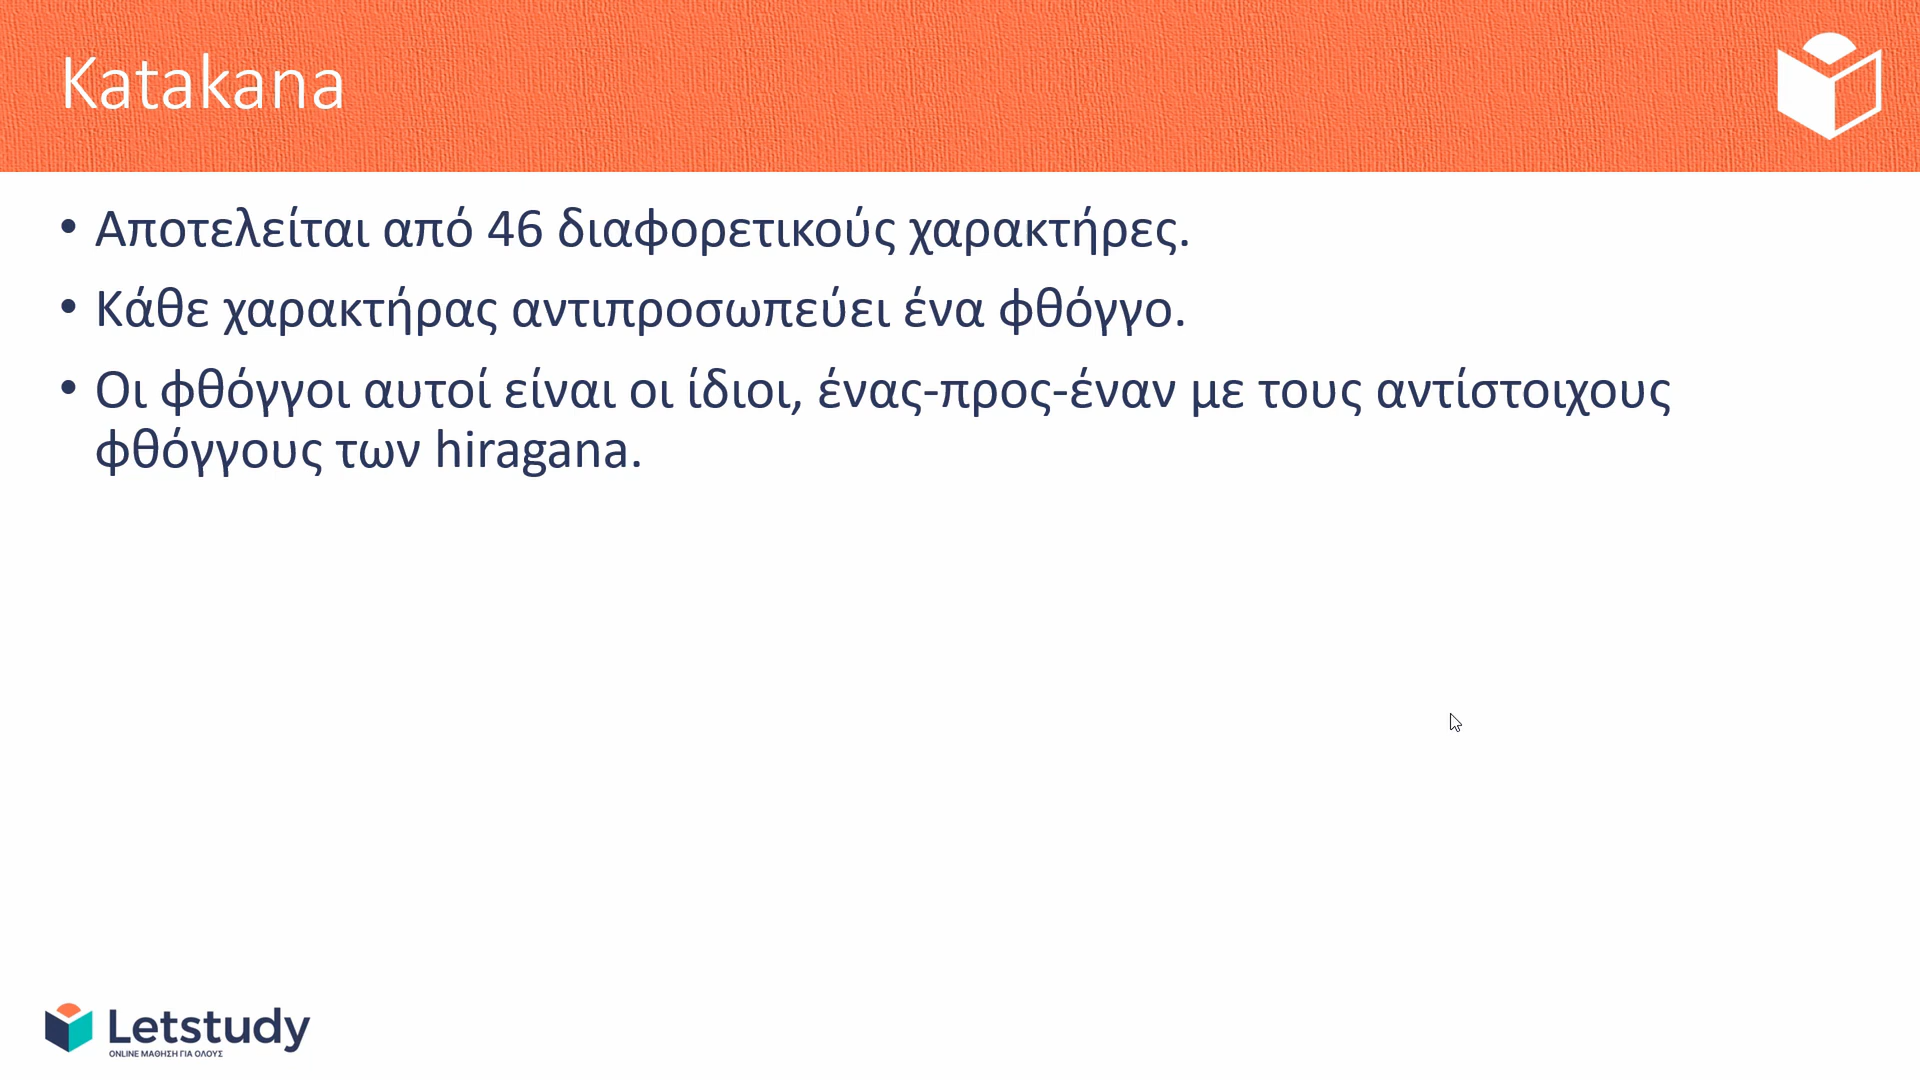 Katakana
• Αποτελείται από 46 διαφορετικούς χαρακτήρες.
• Κάθε χαρακτήρας αντιπροσωπεύει ένα φθόγγο.
• Οι φθόγγοι αυτοί είναι οι ίδιοι, ένας-προς-έναν με τους αντίστοιχους
φθόγγους των hiragana.
Letstudy
ONLINE ΜΑΘΗΣΗ ΓΙΑ ΟΛΟΥΣ